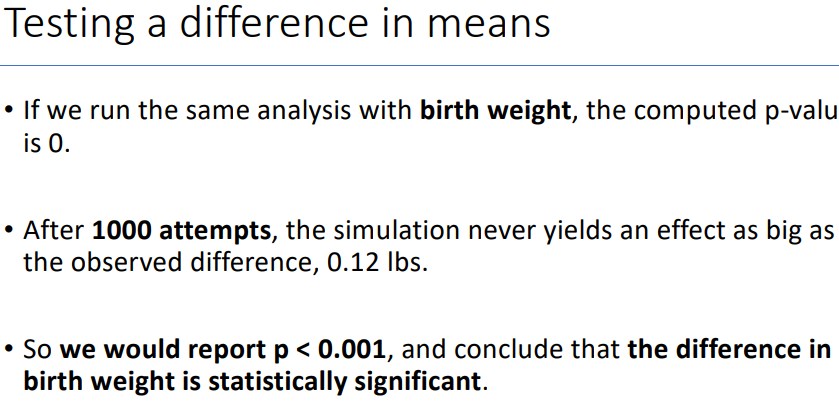 Testing a difference in means
• If we run the same analysis with birth weight, the computed p-valu
is 0.
• After 1000 attempts, the simulation never yields an effect as big as
the observed difference, 0.12 lbs.
• So we would report p < 0.001, and conclude that the difference in
birth weight is statistically significant.